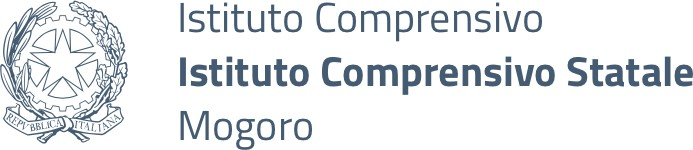 Istituto Comprensivo
Istituto Comprensivo Statale
Mogoro
REPVBBLICA ITALIANA